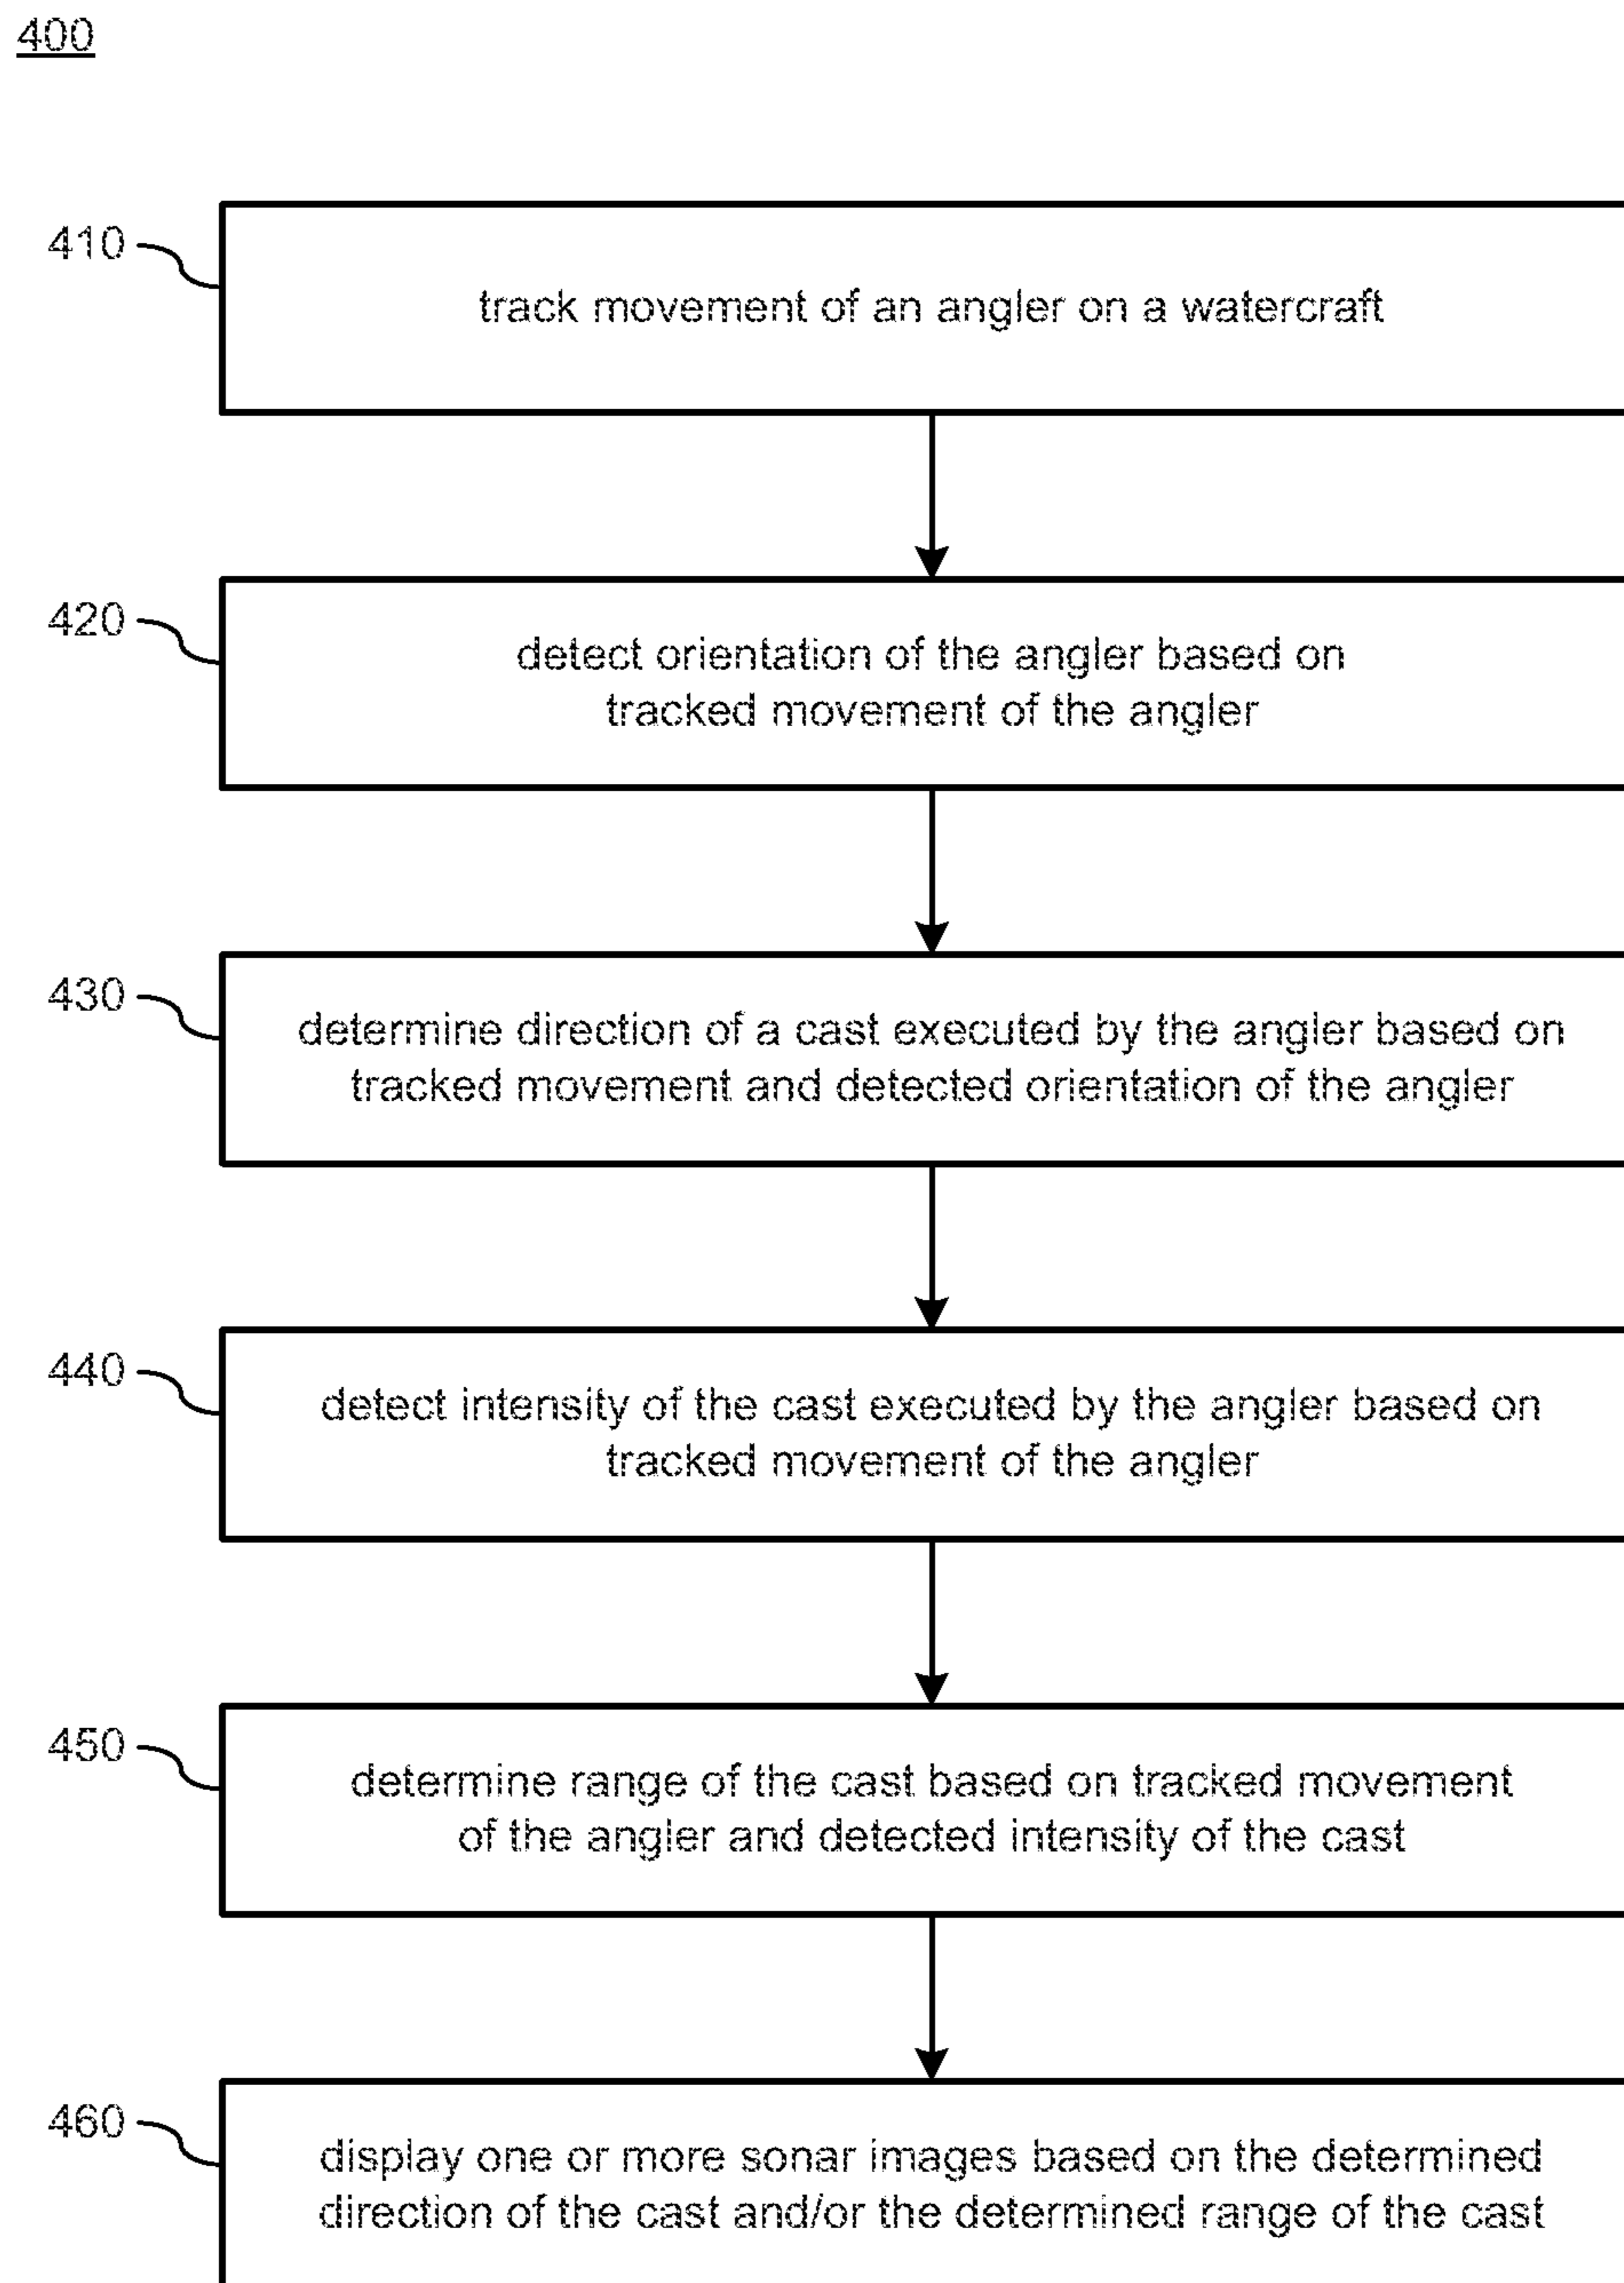 400
410
track movement of an angler on a watercraft
420
detect orientation of the angler based on
tracked movement of the angler
430
determine direction of a cast executed by the angler based on
tracked movement and detected orientation of the angler
440
detect intensity of the cast executed by the angler based on
tracked movement of the angler
450
determine range of the cast based on tracked movement
of the angler and detected intensity of the cast
460
display one or more sonar images based on the determined
direction of the cast and/or the determined range of the cast